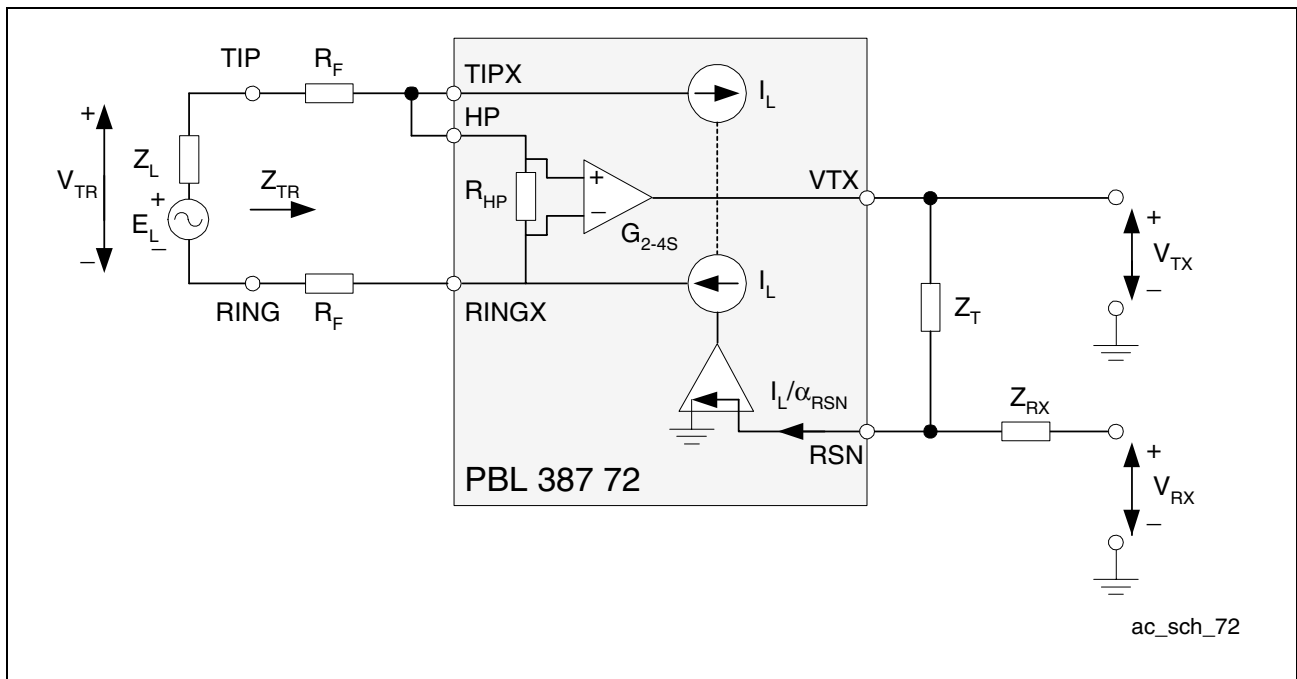 TIP
R_F
TIPX
HP
I_L
+
V_TR
−
Z_L
+
E_L
−
Z_TR
R_HP
+
−
G_2-4S
VTX
+
V_TX
−
RING
R_F
RINGX
I_L
Z_T
I_L/α_RSN
Z_RX
RSN
+
V_RX
−
PBL 387 72
ac_sch_72